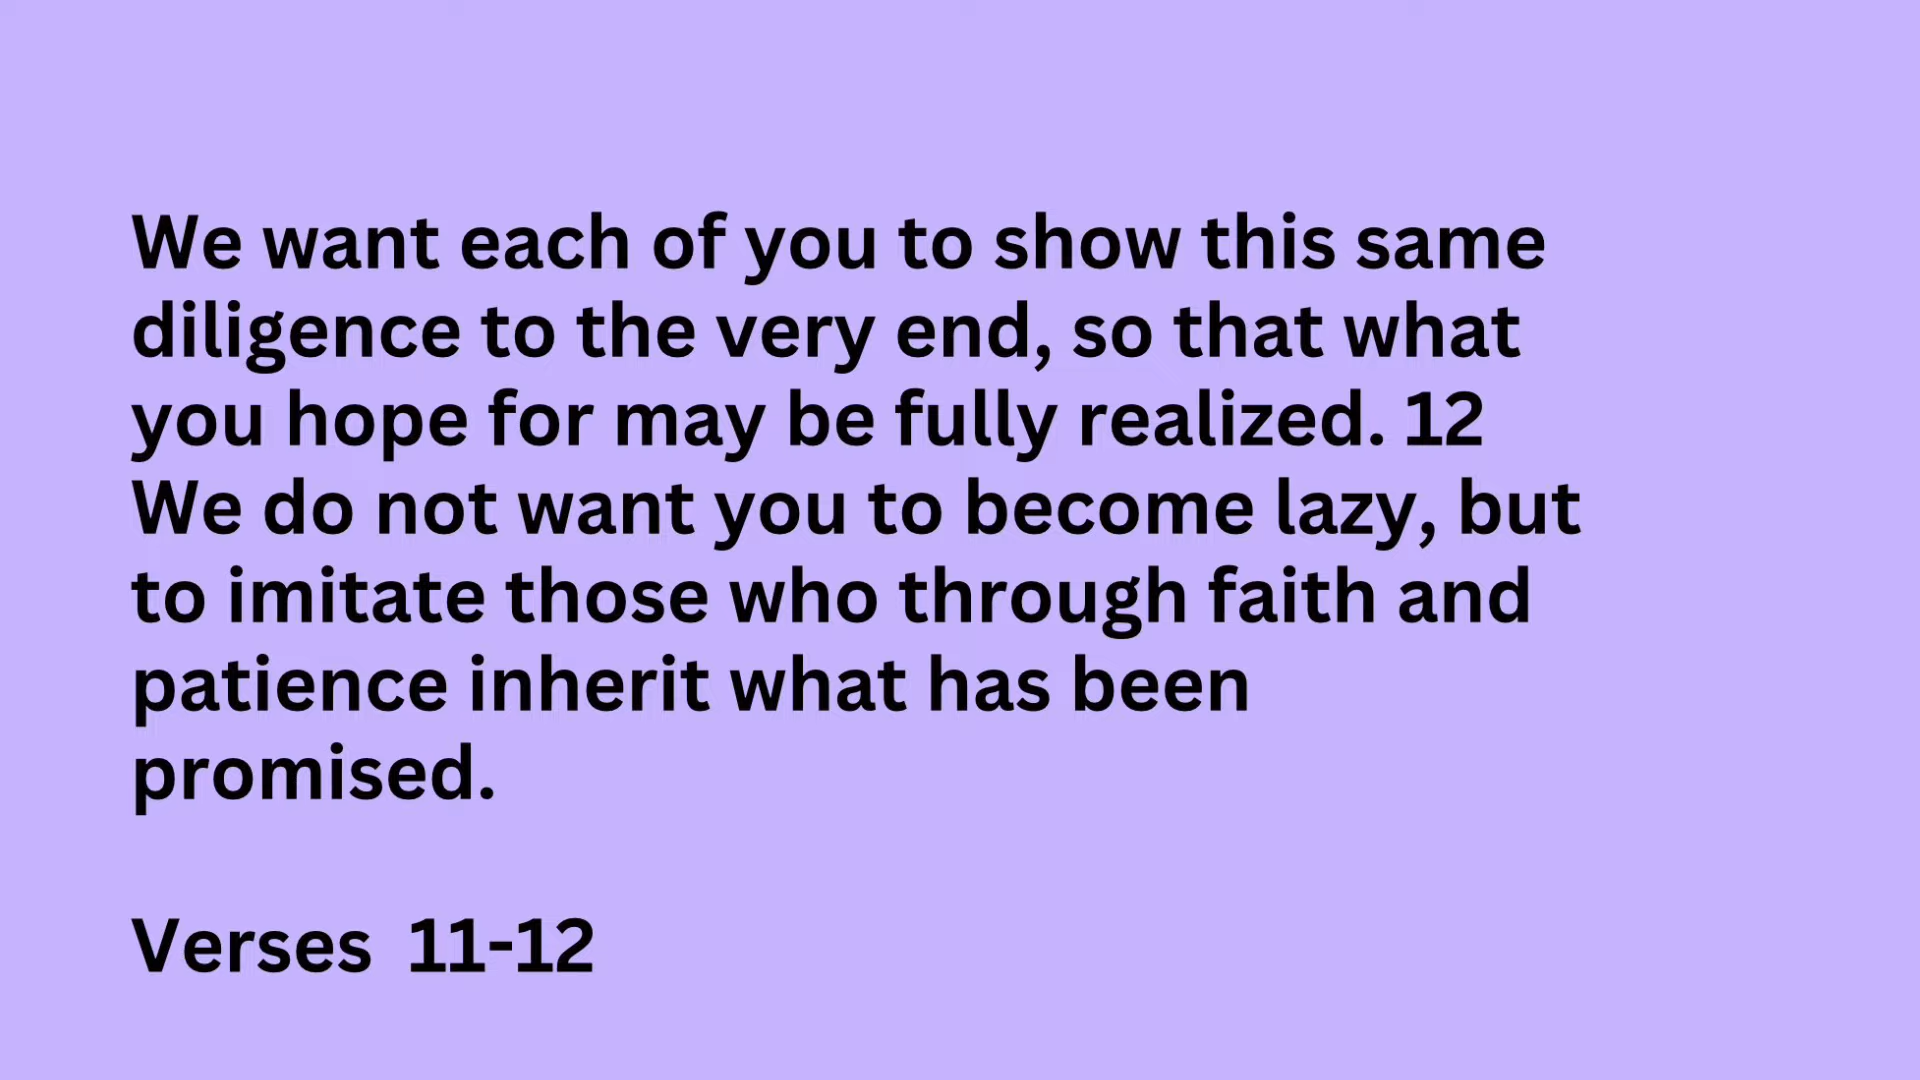 We want each of you to show this same
diligence to the very end, so that what
you hope for may be fully realized. 12
We do not want you to become lazy, but
to imitate those who through faith and
patience inherit what has been
promised.
Verses  11-12